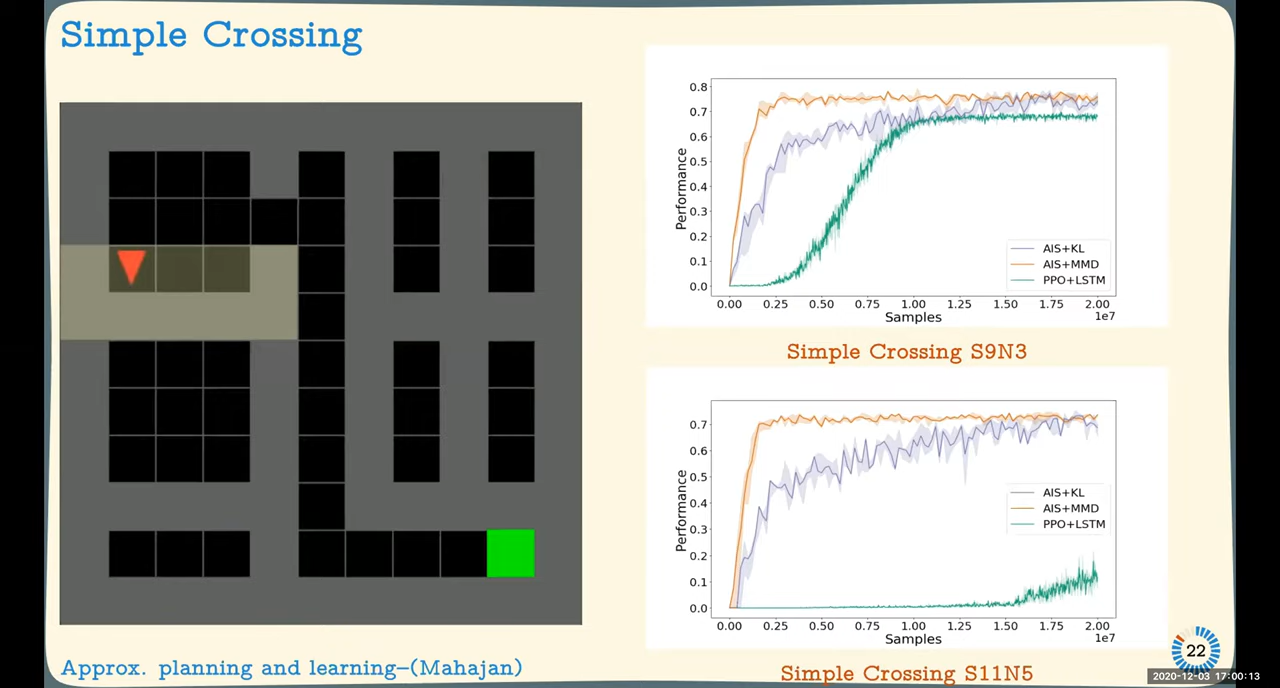 Simple Crossing
0.8
0.7
0.6
0.5
0.4
0.3
0.2
0.1
0.0
Performance
AIS+KL
AIS+MMD
PPO+LSTM
0.00 0.25 0.50 0.75 1.00 1.25 1.50 1.75 2.00
1e7
Samples
Simple Crossing S9N3
0.7
0.6
0.5
0.4
0.3
0.2
0.1
0.0
Performance
AIS+KL
AIS+MMD
PPO+LSTM
0.00 0.25 0.50 0.75 1.00 1.25 1.50 1.75 2.00
1e7
Samples
Simple Crossing S11N5
Approx. planning and learning–(Mahajan)
22
2020-12-03 17:00:13